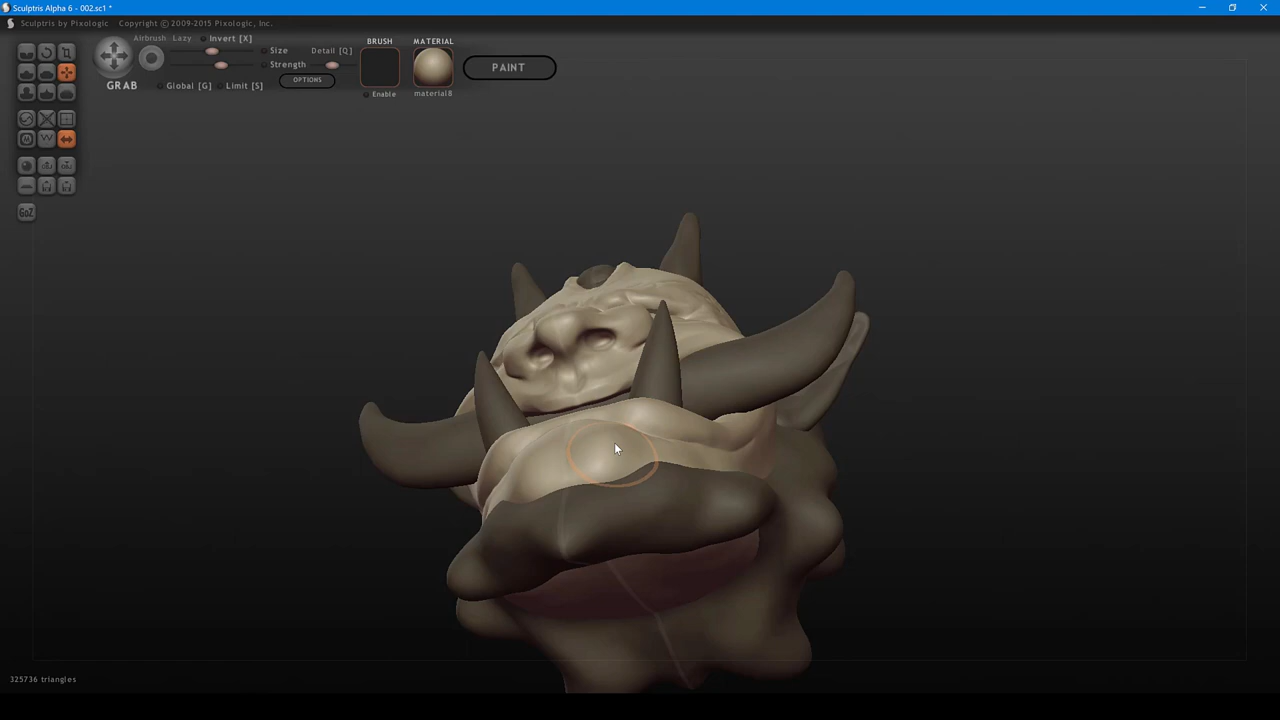 Sculptris Alpha 6 - 002.sc1 *
Sculptris by Pixologic Copyright © 2009-2015 Pixologic, Inc.
Airbrush Lazy Invert [X]
Size Detail [Q]
Strength
GRAB Global [G] Limit [S] OPTIONS
BRUSH
Enable
MATERIAL
material8
PAINT
GoZ
325736 triangles